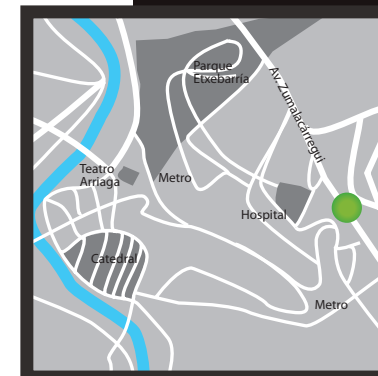 Parque
Etxebarría
Av. Zumalacárregui
Teatro
Arriaga
Metro
Hospital
Catedral
Metro